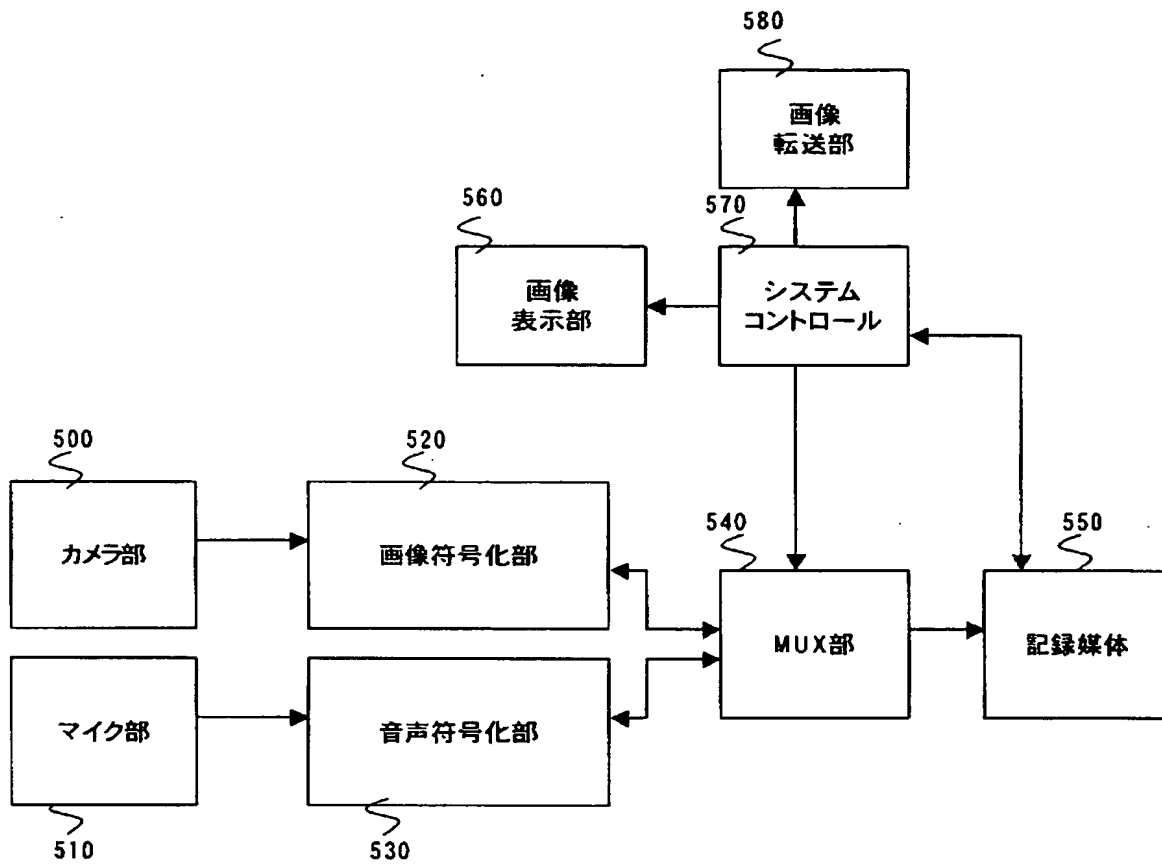 580
画像
転送部
560
570
画像
表示部
システム
コントロール
500
520
540
550
カメラ部
画像符号化部
MUX部
記録媒体
マイク部
音声符号化部
510
530